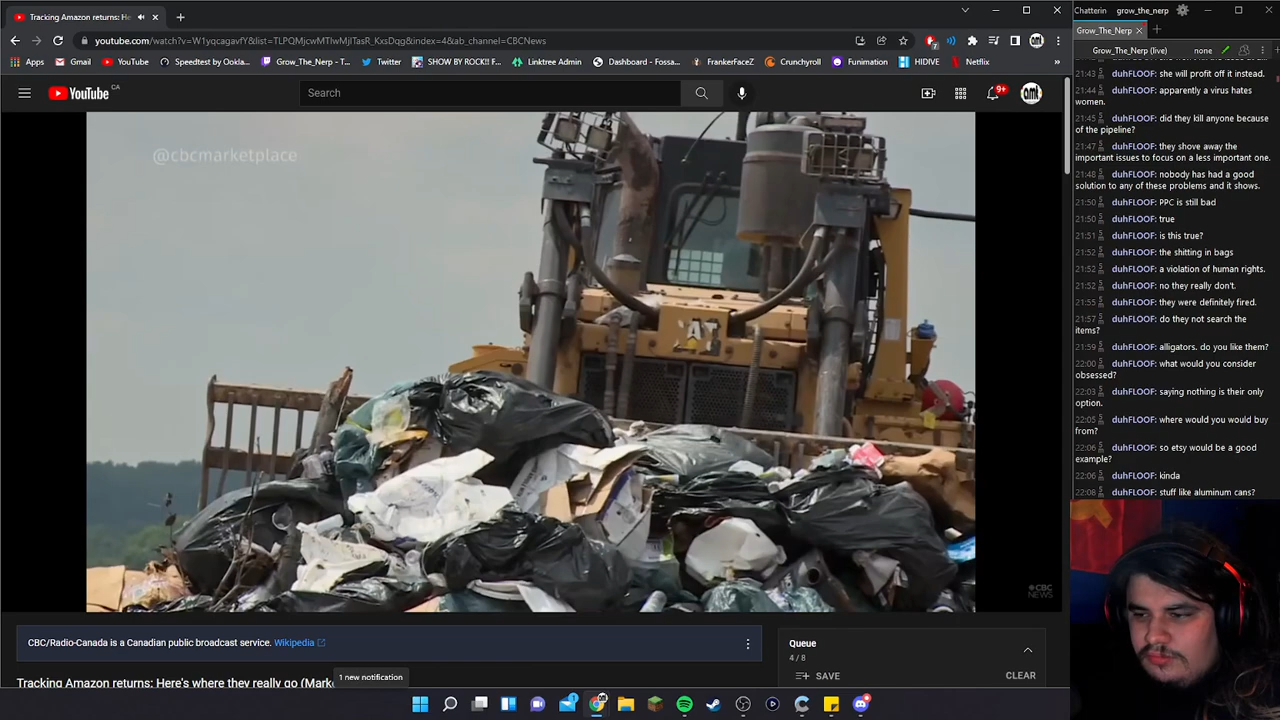 Tracking Amazon returns: He
youtube.com/watch?v=W1yqcagavfY&list=TLPQMjcwMTIwMjITasR_KxsDqg&index=4&ab_channel=CBCNews
Apps
Gmail
YouTube
Speedtest by Ookla...
Grow_The_Nerp - T...
Twitter
SHOW BY ROCK!! F...
Linktree Admin
Dashboard - Fossa...
FrankerFaceZ
Crunchyroll
Funimation
HIDIVE
Netflix
YouTube CA
Search
9+
aml
@cbcmarketplace
CAT
CBC
NEWS
CBC/Radio-Canada is a Canadian public broadcast service. Wikipedia
Queue
4 / 8
SAVE
CLEAR
Tracking Amazon returns: Here's where they really go (Mark
1 new notification
Chatterin
grow_the_nerp
Grow_The_Nerp
Grow_The_Nerp (live)
none
21:43 duhFLOOF: she will profit off it instead.
21:44 duhFLOOF: apparently a virus hates
women.
21:45 duhFLOOF: did they kill anyone because
of the pipeline?
21:47 duhFLOOF: they shove away the
important issues to focus on a less important one.
21:48 duhFLOOF: nobody has had a good
solution to any of these problems and it shows.
21:50 duhFLOOF: PPC is still bad
21:50 duhFLOOF: true
21:51 duhFLOOF: is this true?
21:52 duhFLOOF: the shitting in bags
21:52 duhFLOOF: a violation of human rights.
21:52 duhFLOOF: no they really don't.
21:55 duhFLOOF: they were definitely fired.
21:57 duhFLOOF: do they not search the
items?
21:59 duhFLOOF: alligators. do you like them?
22:00 duhFLOOF: what would you consider
obsessed?
22:03 duhFLOOF: saying nothing is their only
option.
22:05 duhFLOOF: where would you would buy
from?
22:06 duhFLOOF: so etsy would be a good
example?
22:06 duhFLOOF: kinda
22:08 duhFLOOF: stuff like aluminum cans?